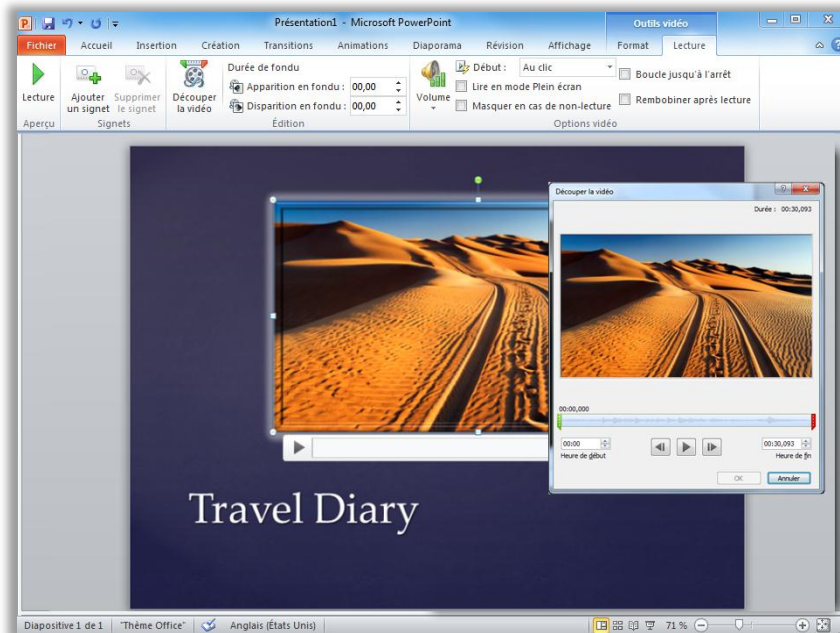 Présentation1 - Microsoft PowerPoint
Outils vidéo
Fichier Accueil Insertion Création Transitions Animations Diaporama Révision Affichage Format Lecture
Lecture
Aperçu
Ajouter un signet
Supprimer le signet
Signets
Découper la vidéo
Durée de fondu
Apparition en fondu : 00,00
Disparition en fondu : 00,00
Édition
Volume
Début : Au clic
Lire en mode Plein écran
Masquer en cas de non-lecture
Boucle jusqu'à l'arrêt
Rembobiner après lecture
Options vidéo
Découper la vidéo
Durée : 00:30,093
00:00,000
00:00
Heure de début
00:30,093
Heure de fin
OK
Annuler
Travel Diary
Diapositive 1 de 1 "Thème Office" Anglais (États Unis) 71 %